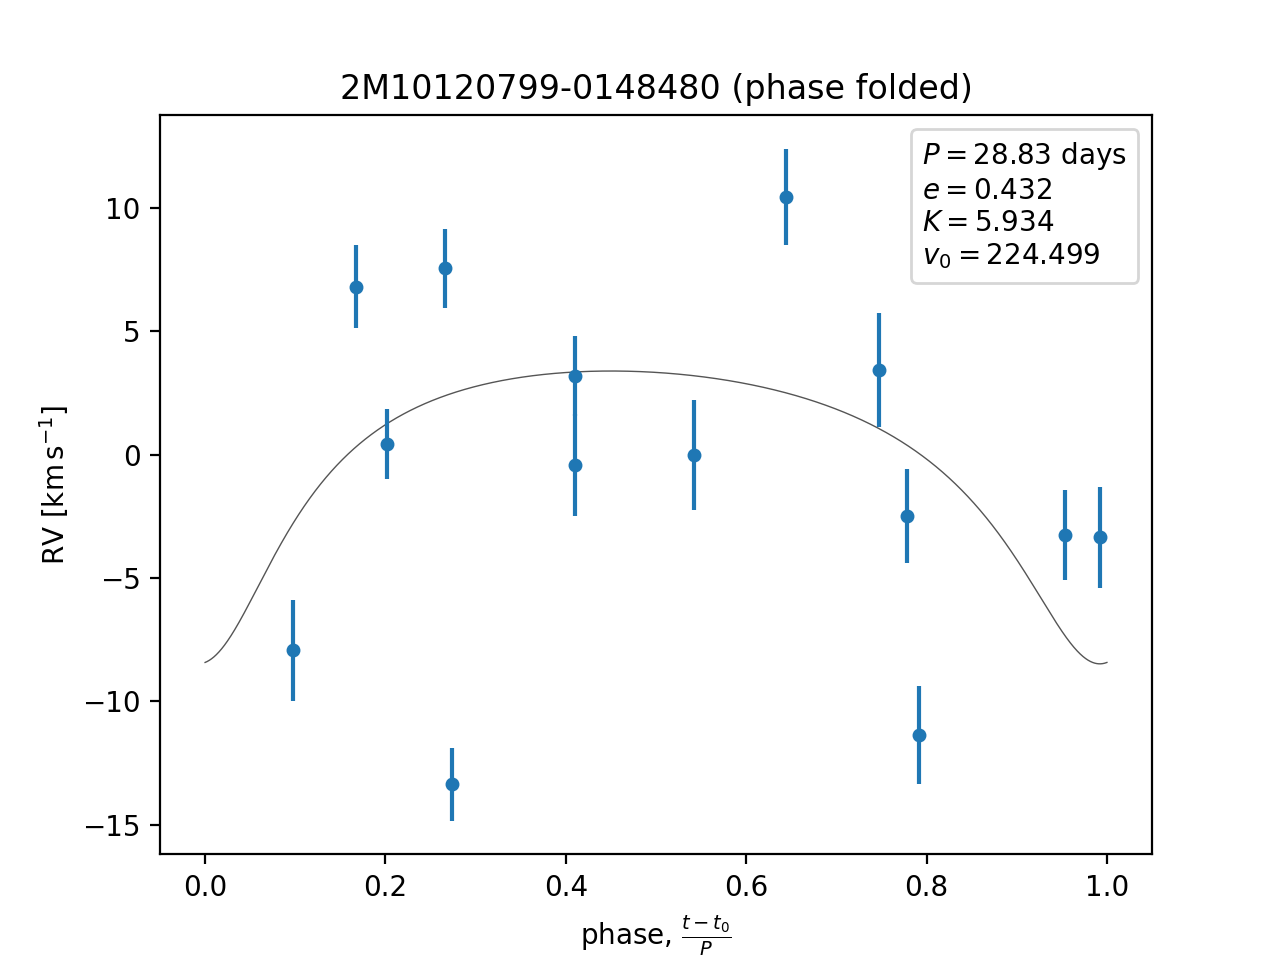 2M10120799-0148480 (phase folded)
P = 28.83 days
e = 0.432
K = 5.934
v₀ = 224.499
RV [km s⁻¹]
10
5
0
−5
−10
−15
0.0 0.2 0.4 0.6 0.8 1.0
phase, (t − t₀)/P